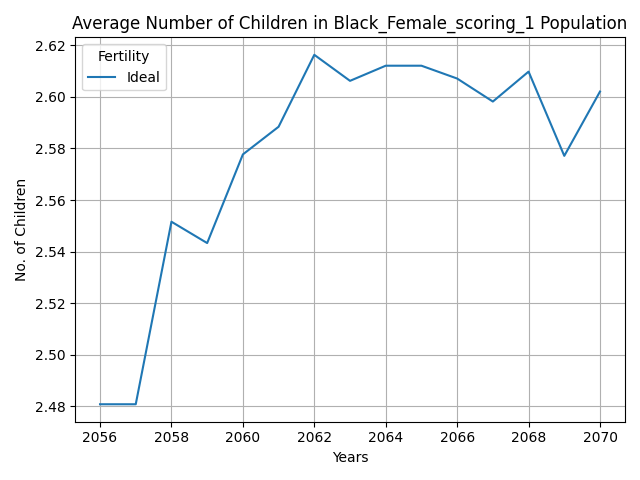 Average Number of Children in Black_Female_scoring_1 Population
Fertility
Ideal
No. of Children
2.62
2.60
2.58
2.56
2.54
2.52
2.50
2.48
2056 2058 2060 2062 2064 2066 2068 2070
Years